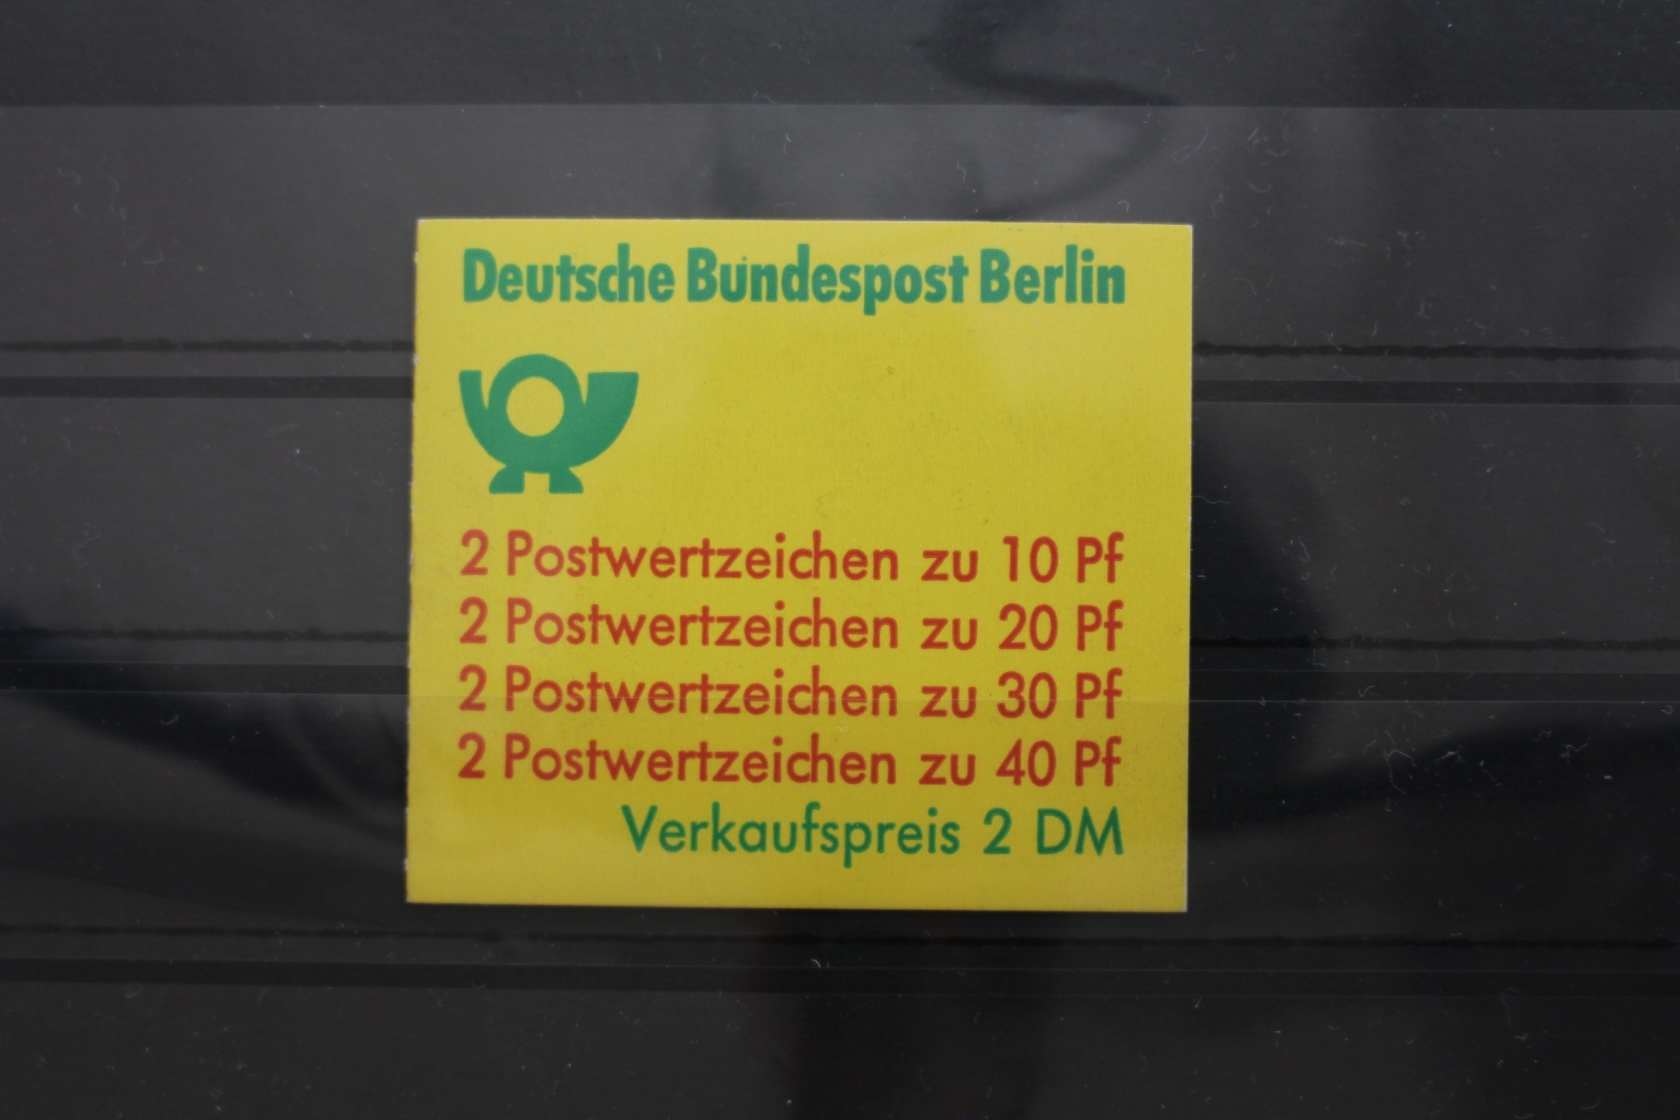 Deutsche Bundespost Berlin
2 Postwertzeichen zu 10 Pf
2 Postwertzeichen zu 20 Pf
2 Postwertzeichen zu 30 Pf
2 Postwertzeichen zu 40 Pf
Verkaufspreis 2 DM